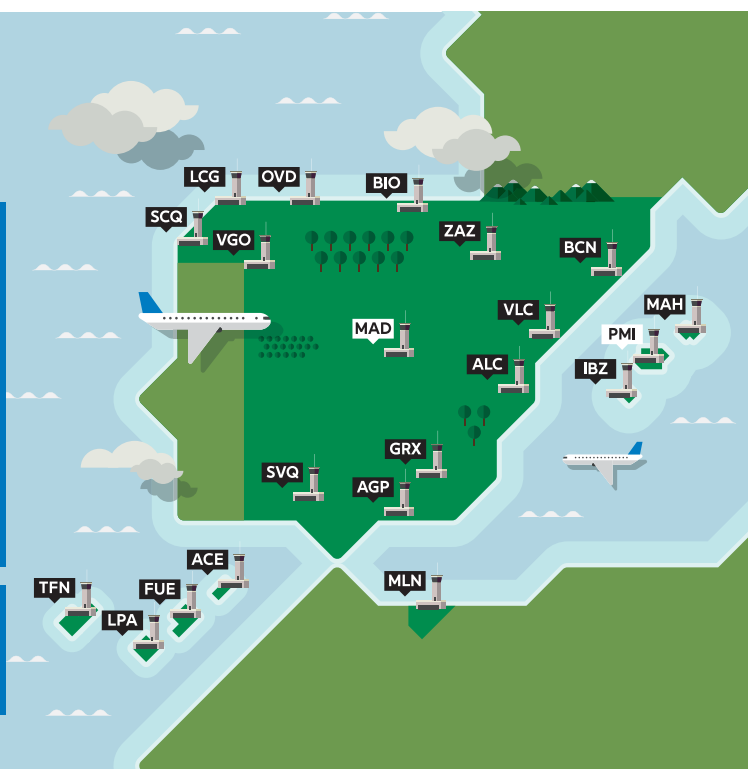 LCG
OVD
BIO
SCQ
VGO
ZAZ
BCN
MAH
VLC
MAD
PMI
ALC
IBZ
GRX
SVQ
AGP
ACE
MLN
TFN
FUE
LPA